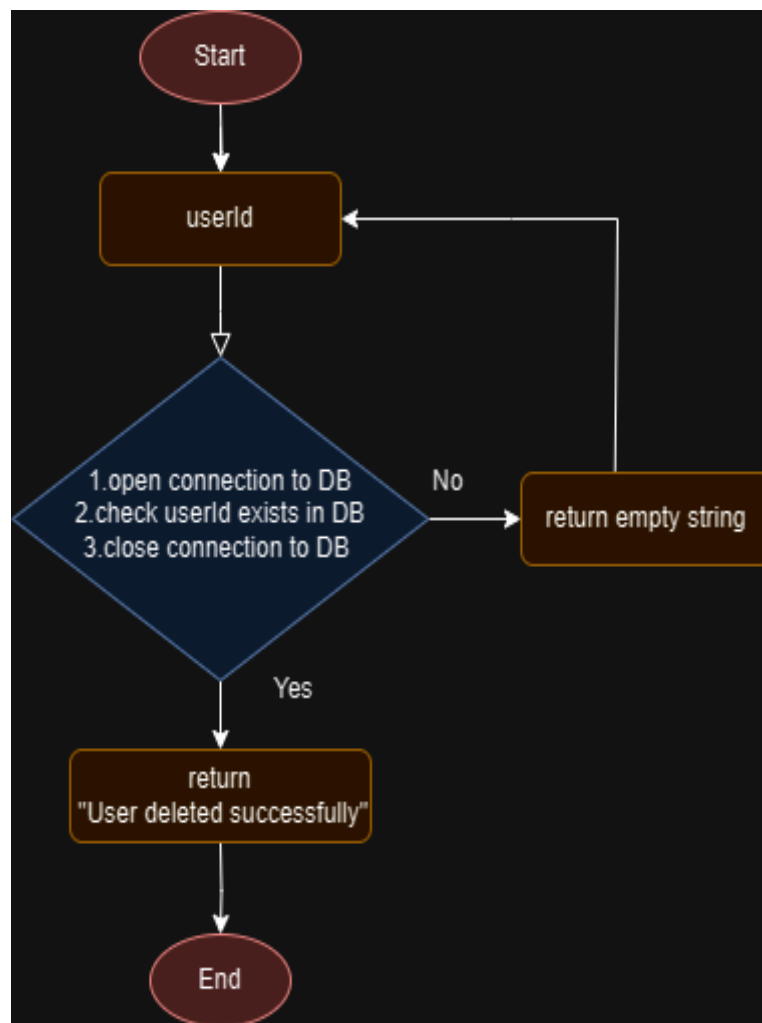 Start
userId
1.open connection to DB
2.check userId exists in DB
3.close connection to DB
No
return empty string
Yes
return
"User deleted successfully"
End